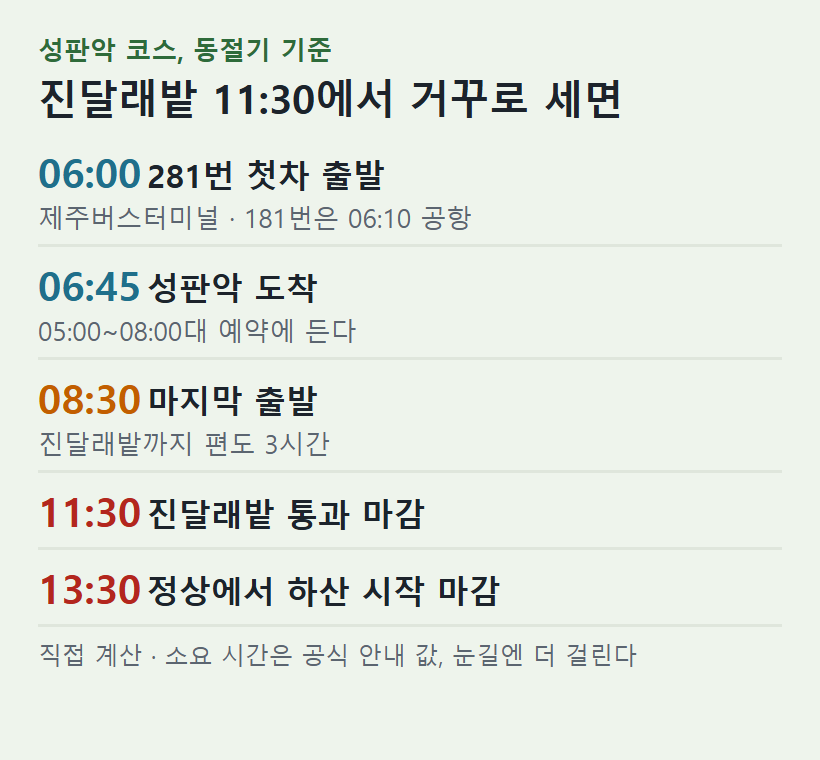 성판악 코스, 동절기 기준
진달래밭 11:30에서 거꾸로 세면
06:00 281번 첫차 출발
제주버스터미널 · 181번은 06:10 공항
06:45 성판악 도착
05:00~08:00대 예약에 든다
08:30 마지막 출발
진달래밭까지 편도 3시간
11:30 진달래밭 통과 마감
13:30 정상에서 하산 시작 마감
직접 계산 · 소요 시간은 공식 안내 값, 눈길엔 더 걸린다